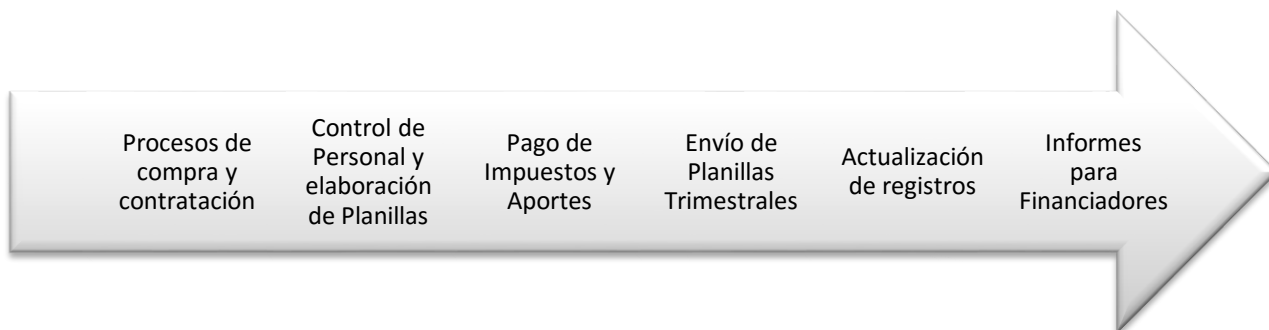 Procesos de
compra y
contratación
Control de
Personal y
elaboración
de Planillas
Pago de
Impuestos y
Aportes
Envío de
Planillas
Trimestrales
Actualización
de registros
Informes
para
Financiadores